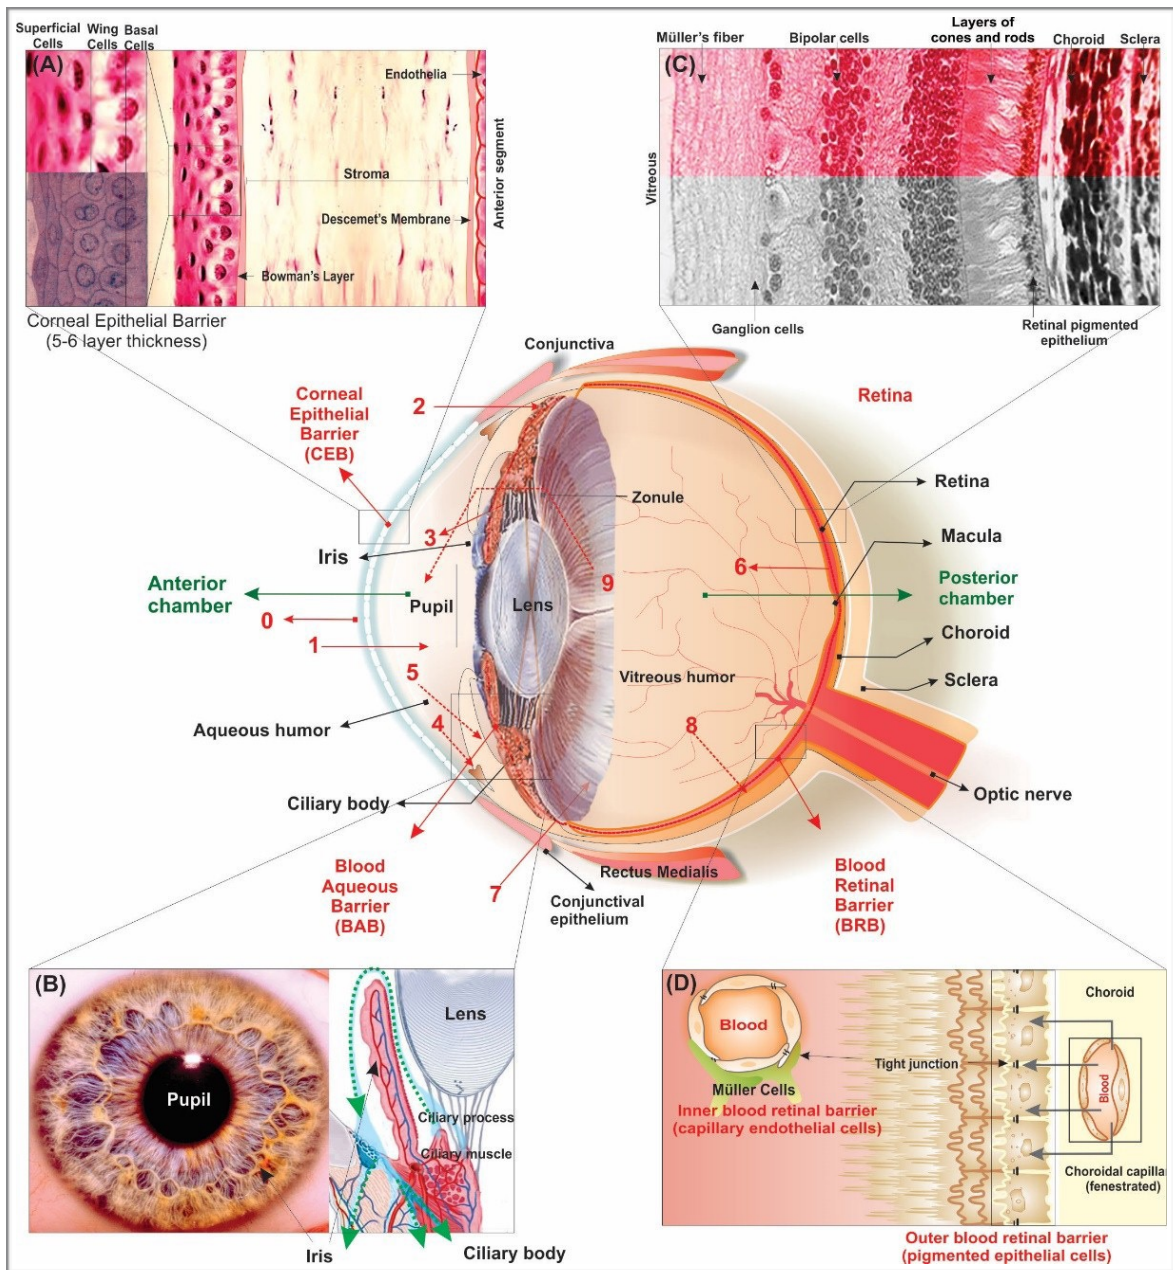 Superficial Cells
Wing Cells
Basal Cells
(A)
Endothelia
Stroma
Descemet's Membrane
Bowman's Layer
Anterior segment
Corneal Epithelial Barrier
(5-6 layer thickness)
Müller's fiber
Bipolar cells
Layers of
cones and rods
Choroid
Sclera
(C)
Vitreous
Ganglion cells
Retinal pigmented
epithelium
Conjunctiva
Corneal
Epithelial
Barrier
(CEB)
2
Retina
Zonule
Retina
3
Iris
Macula
6
9
Anterior
chamber
Pupil
Lens
Posterior
chamber
0
1
Choroid
5
Vitreous humor
Sclera
Aqueous humor
4
8
Ciliary body
Optic nerve
Blood
Aqueous
Barrier
(BAB)
7
Rectus Medialis
Conjunctival
epithelium
Blood
Retinal
Barrier
(BRB)
(B)
Pupil
Lens
Ciliary process
Ciliary muscle
Iris
Ciliary body
(D)
Blood
Müller Cells
Inner blood retinal barrier
(capillary endothelial cells)
Tight junction
Choroid
Blood
Choroidal capillar
(fenestrated)
Outer blood retinal barrier
(pigmented epithelial cells)